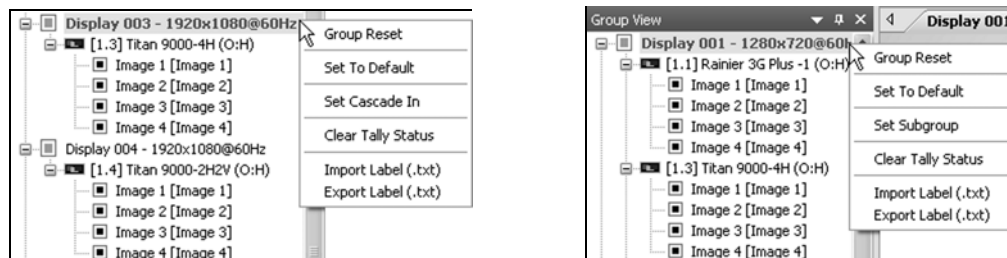 Display 003 - 1920x1080@60Hz
[1.3] Titan 9000-4H (O:H)
Image 1 [Image 1]
Image 2 [Image 2]
Image 3 [Image 3]
Image 4 [Image 4]
Display 004 - 1920x1080@60Hz
[1.4] Titan 9000-2H2V (O:H)
Image 1 [Image 1]
Image 2 [Image 2]
Image 3 [Image 3]
Image 4 [Image 4]
Group Reset
Set To Default
Set Cascade In
Clear Tally Status
Import Label (.txt)
Export Label (.txt)
Group View
Display 001
Display 001 - 1280x720@60H
[1.1] Rainier 3G Plus -1 (O:H)
Image 1 [Image 1]
Image 2 [Image 2]
Image 3 [Image 3]
Image 4 [Image 4]
[1.3] Titan 9000-4H (O:H)
Image 1 [Image 1]
Image 2 [Image 2]
Image 3 [Image 3]
Image 4 [Image 4]
Group Reset
Set To Default
Set Subgroup
Clear Tally Status
Import Label (.txt)
Export Label (.txt)